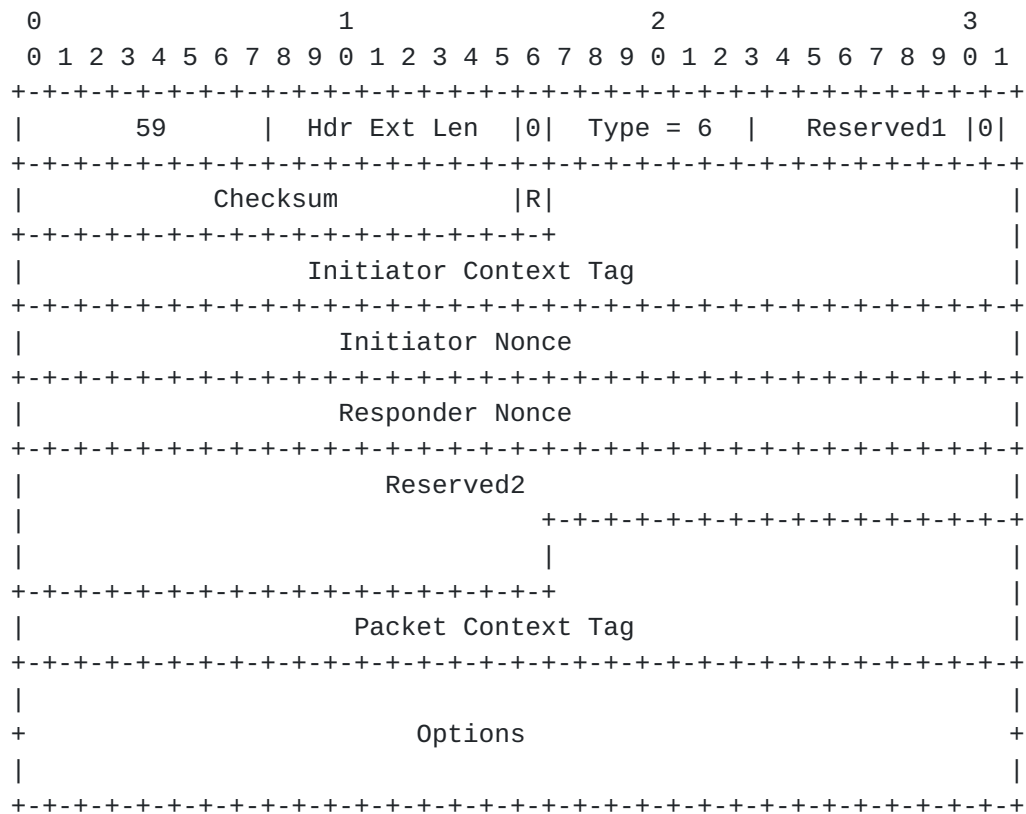 0                   1                   2                   3
 0 1 2 3 4 5 6 7 8 9 0 1 2 3 4 5 6 7 8 9 0 1 2 3 4 5 6 7 8 9 0 1
+-+-+-+-+-+-+-+-+-+-+-+-+-+-+-+-+-+-+-+-+-+-+-+-+-+-+-+-+-+-+-+-+
|       59      |  Hdr Ext Len  |0|  Type = 6   |   Reserved1 |0|
+-+-+-+-+-+-+-+-+-+-+-+-+-+-+-+-+-+-+-+-+-+-+-+-+-+-+-+-+-+-+-+-+
|            Checksum           |R|                             |
+-+-+-+-+-+-+-+-+-+-+-+-+-+-+-+-+-+                             |
|                  Initiator Context Tag                        |
+-+-+-+-+-+-+-+-+-+-+-+-+-+-+-+-+-+-+-+-+-+-+-+-+-+-+-+-+-+-+-+-+
|                    Initiator Nonce                            |
+-+-+-+-+-+-+-+-+-+-+-+-+-+-+-+-+-+-+-+-+-+-+-+-+-+-+-+-+-+-+-+-+
|                    Responder Nonce                            |
+-+-+-+-+-+-+-+-+-+-+-+-+-+-+-+-+-+-+-+-+-+-+-+-+-+-+-+-+-+-+-+-+
|                       Reserved2                               |
|                                 +-+-+-+-+-+-+-+-+-+-+-+-+-+-+-+
|                                 |                             |
+-+-+-+-+-+-+-+-+-+-+-+-+-+-+-+-+-+                             |
|                     Packet Context Tag                        |
+-+-+-+-+-+-+-+-+-+-+-+-+-+-+-+-+-+-+-+-+-+-+-+-+-+-+-+-+-+-+-+-+
|                                                               |
+                         Options                               +
|                                                               |
+-+-+-+-+-+-+-+-+-+-+-+-+-+-+-+-+-+-+-+-+-+-+-+-+-+-+-+-+-+-+-+-+